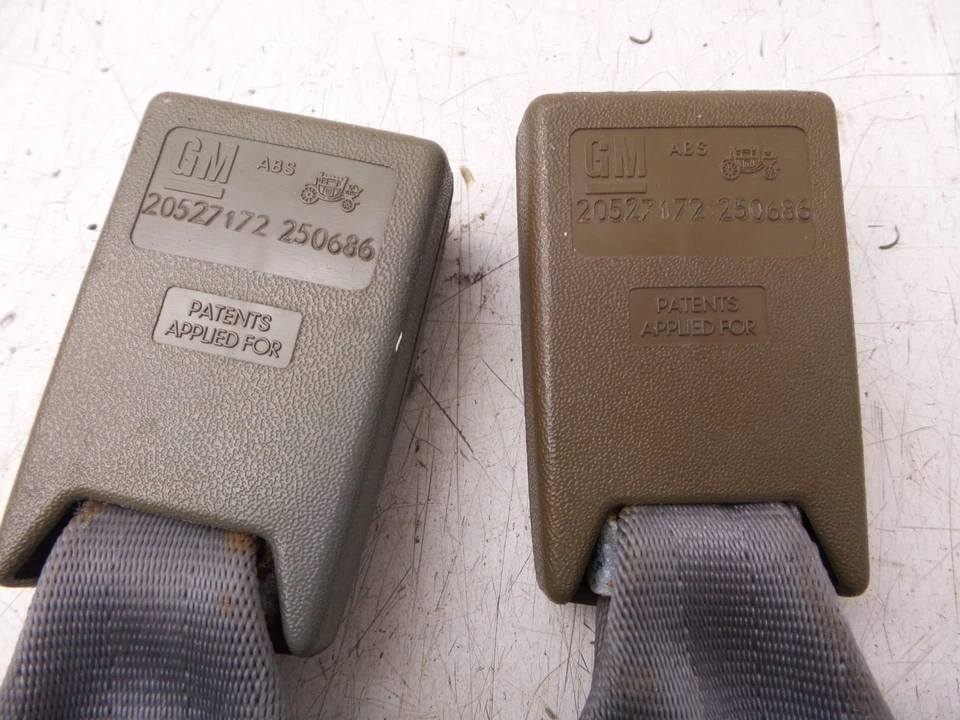 GM ABS
20527172 250686
PATENTS
APPLIED FOR
GM ABS
20527172 250686
PATENTS
APPLIED FOR